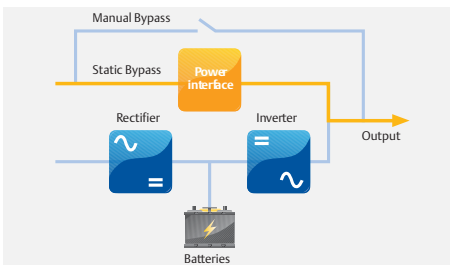 Manual Bypass
Static Bypass
Power
interface
Rectifier
Inverter
Output
Batteries